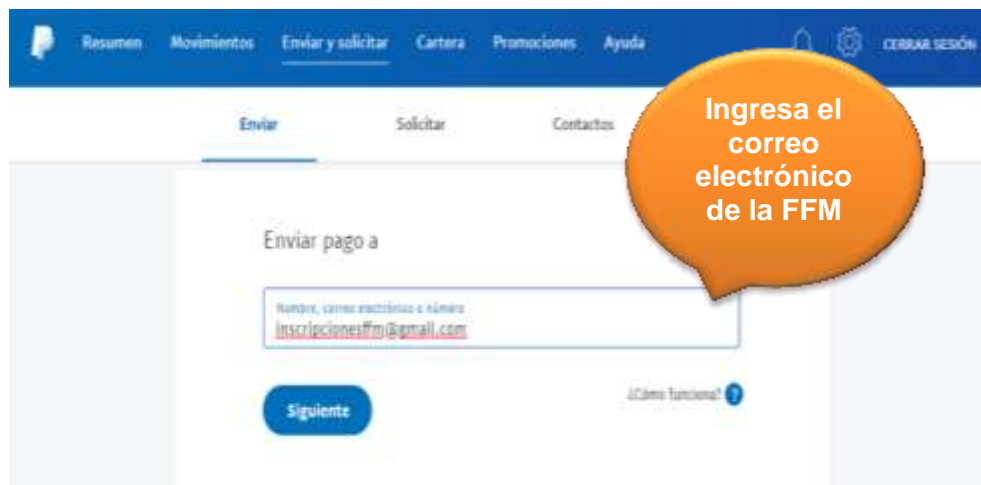 Resumen Movimientos Enviar y solicitar Cartera Promociones Ayuda CERRAR SESIÓN
Enviar Solicitar Contactos
Ingresa el
correo
electrónico
de la FFM
Enviar pago a
Nombre, correo electrónico o número
inscripcionesffm@gmail.com
Siguiente ¿Cómo funciona? ?